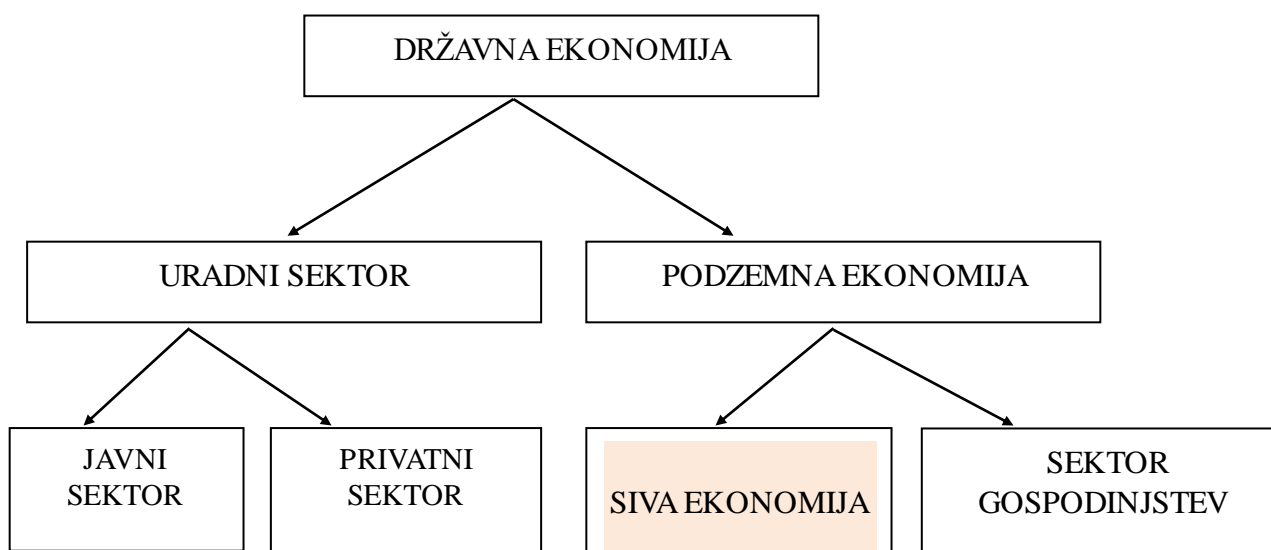 DRŽAVNA EKONOMIJA
URADNI SEKTOR
PODZEMNA EKONOMIJA
JAVNI
SEKTOR
PRIVATNI
SEKTOR
SIVA EKONOMIJA
SEKTOR
GOSPODINJSTEV